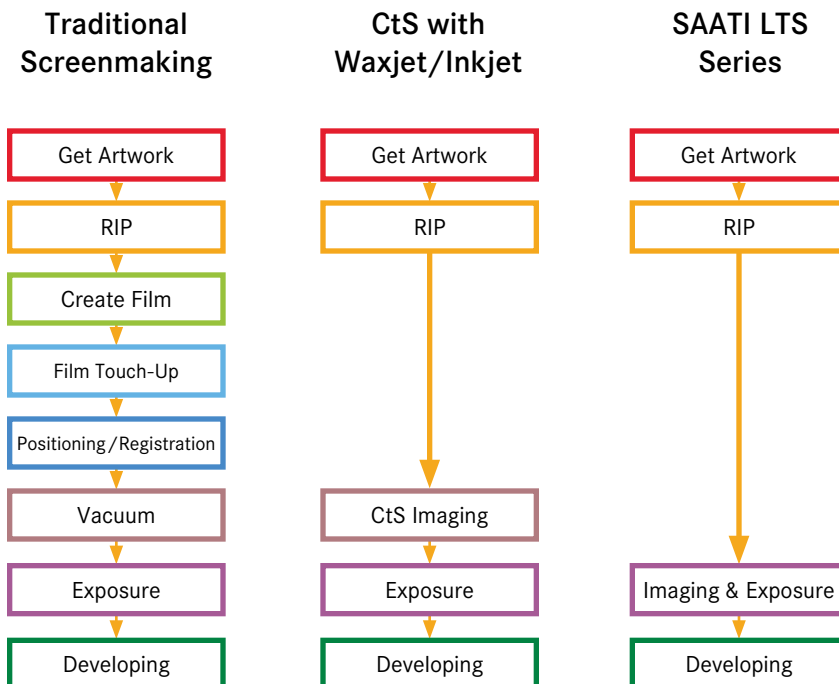 Traditional
Screenmaking
Get Artwork
RIP
Create Film
Film Touch-Up
Positioning/Registration
Vacuum
Exposure
Developing
CtS with
Waxjet/Inkjet
Get Artwork
RIP
CtS Imaging
Exposure
Developing
SAATI LTS
Series
Get Artwork
RIP
Imaging & Exposure
Developing